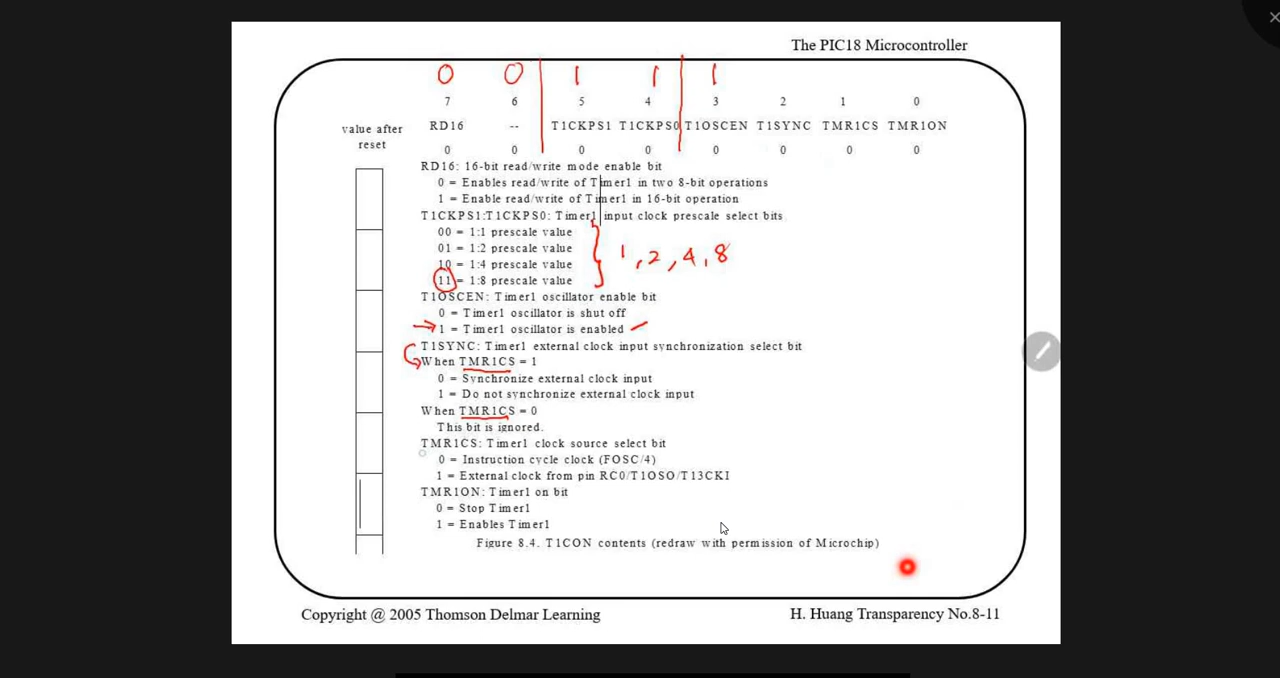 The PIC18 Microcontroller
0 0 1 1 1
7 6 5 4 3 2 1 0
value after reset
RD16 -- T1CKPS1 T1CKPS0 T1OSCEN T1SYNC TMR1CS TMR1ON
0 0 0 0 0 0 0 0
RD16: 16-bit read/write mode enable bit
0 = Enables read/write of Timer1 in two 8-bit operations
1 = Enable read/write of Timer1 in 16-bit operation
T1CKPS1:T1CKPS0: Timer1 input clock prescale select bits
00 = 1:1 prescale value
01 = 1:2 prescale value
10 = 1:4 prescale value
11 = 1:8 prescale value
1, 2, 4, 8
T1OSCEN: Timer1 oscillator enable bit
0 = Timer1 oscillator is shut off
1 = Timer1 oscillator is enabled
T1SYNC: Timer1 external clock input synchronization select bit
When TMR1CS = 1
0 = Synchronize external clock input
1 = Do not synchronize external clock input
When TMR1CS = 0
This bit is ignored.
TMR1CS: Timer1 clock source select bit
0 = Instruction cycle clock (FOSC/4)
1 = External clock from pin RC0/T1OSO/T13CKI
TMR1ON: Timer1 on bit
0 = Stop Timer1
1 = Enables Timer1
Figure 8.4. T1CON contents (redraw with permission of Microchip)
Copyright @ 2005 Thomson Delmar Learning
H. Huang Transparency No.8-11